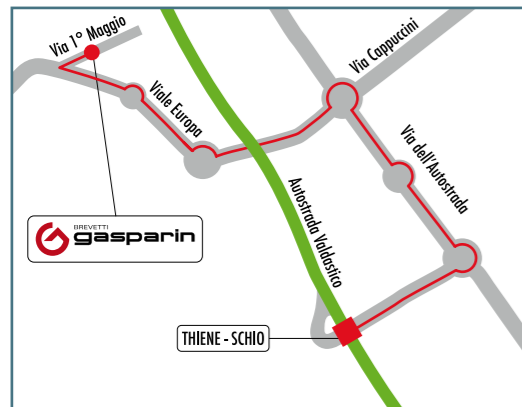 Via 1° Maggio
Via Cappuccini
Viale Europa
Via dell'Autostrada
Autostrada Valdastico
BREVETTI
gasparin
THIENE - SCHIO